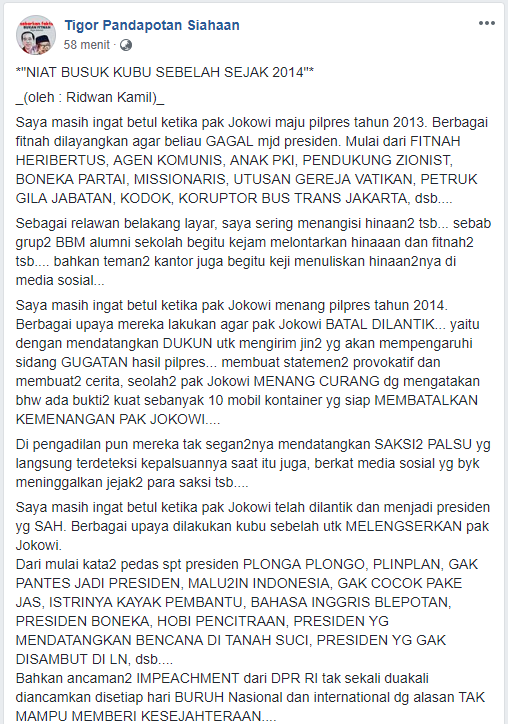 Tigor Pandapotan Siahaan
58 menit
*"NIAT BUSUK KUBU SEBELAH SEJAK 2014"*
_(oleh : Ridwan Kamil)_
Saya masih ingat betul ketika pak Jokowi maju pilpres tahun 2013. Berbagai
fitnah dilayangkan agar beliau GAGAL mjd presiden. Mulai dari FITNAH
HERIBERTUS, AGEN KOMUNIS, ANAK PKI, PENDUKUNG ZIONIST,
BONEKA PARTAI, MISSIONARIS, UTUSAN GEREJA VATIKAN, PETRUK
GILA JABATAN, KODOK, KORUPTOR BUS TRANS JAKARTA, dsb....
Sebagai relawan belakang layar, saya sering menangisi hinaan2 tsb... sebab
grup2 BBM alumni sekolah begitu kejam melontarkan hinaaan dan fitnah2
tsb.... bahkan teman2 kantor juga begitu keji menuliskan hinaan2nya di
media sosial...
Saya masih ingat betul ketika pak Jokowi menang pilpres tahun 2014.
Berbagai upaya mereka lakukan agar pak Jokowi BATAL DILANTIK... yaitu
dengan mendatangkan DUKUN utk mengirim jin2 yg akan mempengaruhi
sidang GUGATAN hasil pilpres... membuat statemen2 provokatif dan
membuat2 cerita, seolah2 pak Jokowi MENANG CURANG dg mengatakan
bhw ada bukti2 kuat sebanyak 10 mobil kontainer yg siap MEMBATALKAN
KEMENANGAN PAK JOKOWI....
Di pengadilan pun mereka tak segan2nya mendatangkan SAKSI2 PALSU yg
langsung terdeteksi kepalsuannya saat itu juga, berkat media sosial yg byk
meninggalkan jejak2 para saksi tsb....
Saya masih ingat betul ketika pak Jokowi telah dilantik dan menjadi presiden
yg SAH. Berbagai upaya dilakukan kubu sebelah utk MELENGSERKAN pak
Jokowi.
Dari mulai kata2 pedas spt presiden PLONGA PLONGO, PLINPLAN, GAK
PANTES JADI PRESIDEN, MALU2IN INDONESIA, GAK COCOK PAKE
JAS, ISTRINYA KAYAK PEMBANTU, BAHASA INGGRIS BLEPOTAN,
PRESIDEN BONEKA, HOBI PENCITRAAN, PRESIDEN YG
MENDATANGKAN BENCANA DI TANAH SUCI, PRESIDEN YG GAK
DISAMBUT DI LN, dsb....
Bahkan ancaman2 IMPEACHMENT dari DPR RI tak sekali duakali
diancamkan disetiap hari BURUH Nasional dan international dg alasan TAK
MAMPU MEMBERI KESEJAHTERAAN....